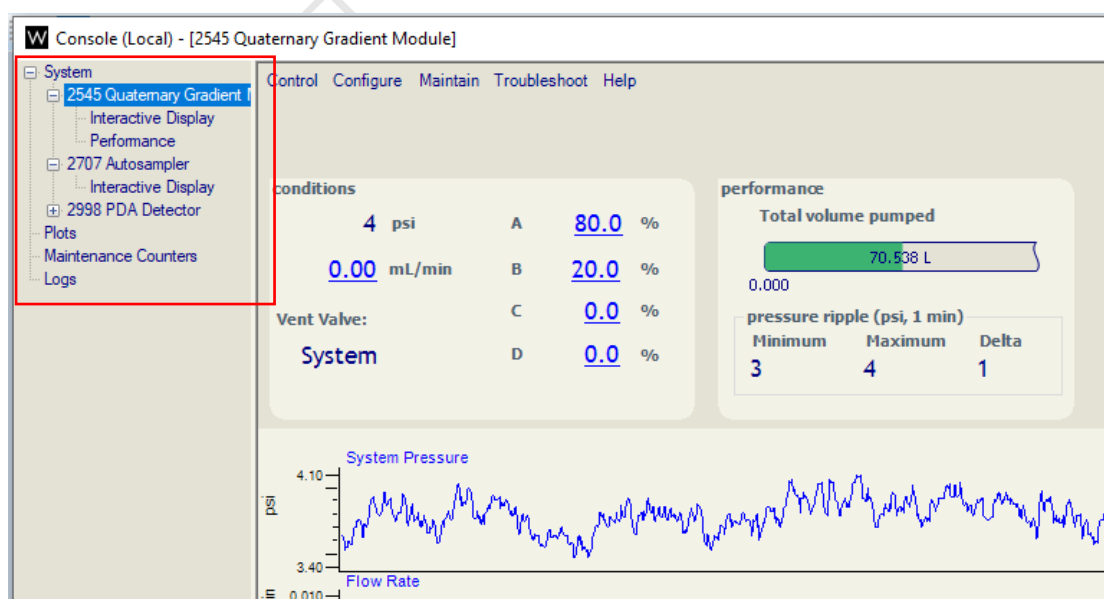 W Console (Local) - [2545 Quaternary Gradient Module]
System
2545 Quaternary Gradient
Interactive Display
Performance
2707 Autosampler
Interactive Display
2998 PDA Detector
Plots
Maintenance Counters
Logs
Control Configure Maintain Troubleshoot Help
conditions
4 psi A 80.0 %
0.00 mL/min B 20.0 %
Vent Valve: C 0.0 %
System D 0.0 %
performance
Total volume pumped
70.538 L
0.000
pressure ripple (psi, 1 min)
Minimum Maximum Delta
3 4 1
System Pressure
4.10
psi
3.40
Flow Rate
0.010